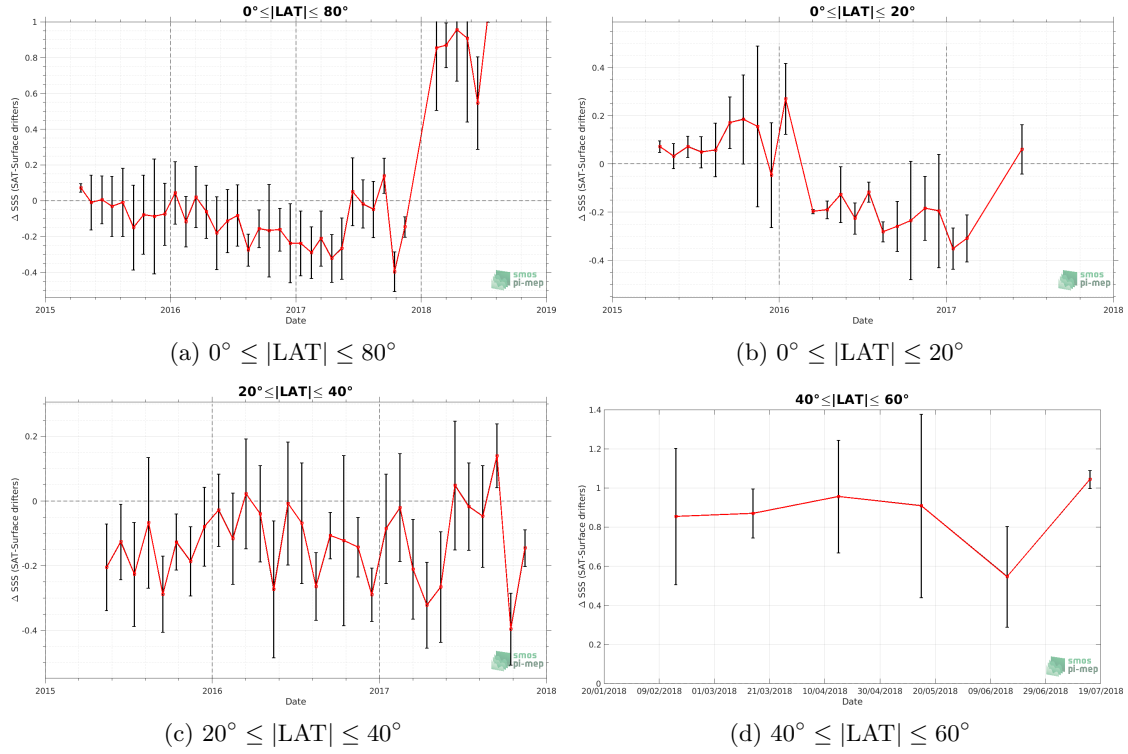 0°≤|LAT|≤ 80°
1
0.8
0.6
0.4
0.2
0
-0.2
-0.4
Δ SSS (SAT-Surface drifters)
2015
2016
2017
2018
2019
Date
smos
pi-mep
(a) 0° ≤ |LAT| ≤ 80°
0°≤|LAT|≤ 20°
0.4
0.2
0
-0.2
-0.4
Δ SSS (SAT-Surface drifters)
2015
2016
2017
2018
Date
smos
pi-mep
(b) 0° ≤ |LAT| ≤ 20°
20°≤|LAT|≤ 40°
0.2
0
-0.2
-0.4
Δ SSS (SAT-Surface drifters)
2015
2016
2017
2018
Date
smos
pi-mep
(c) 20° ≤ |LAT| ≤ 40°
40°≤|LAT|≤ 60°
1.4
1.2
1
0.8
0.6
0.4
0.2
0
Δ SSS (SAT-Surface drifters)
20/01/2018
09/02/2018
01/03/2018
21/03/2018
10/04/2018
30/04/2018
20/05/2018
09/06/2018
29/06/2018
19/07/2018
Date
smos
pi-mep
(d) 40° ≤ |LAT| ≤ 60°